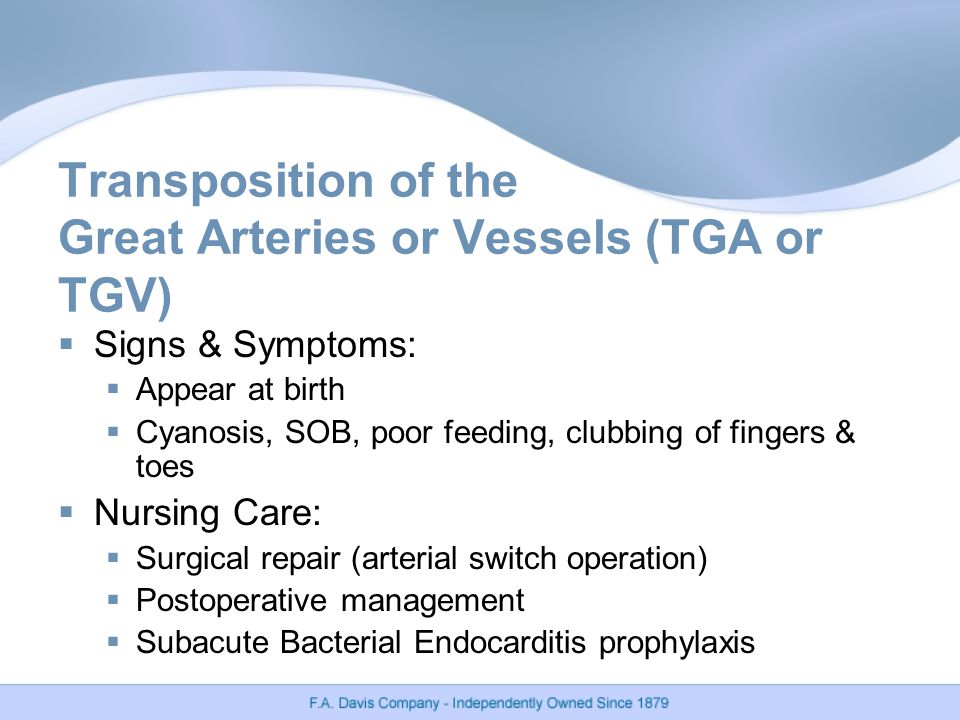 Transposition of the
Great Arteries or Vessels (TGA or
TGV)
▪ Signs & Symptoms:
▪ Appear at birth
▪ Cyanosis, SOB, poor feeding, clubbing of fingers &
toes
▪ Nursing Care:
▪ Surgical repair (arterial switch operation)
▪ Postoperative management
▪ Subacute Bacterial Endocarditis prophylaxis
F.A. Davis Company - Independently Owned Since 1879